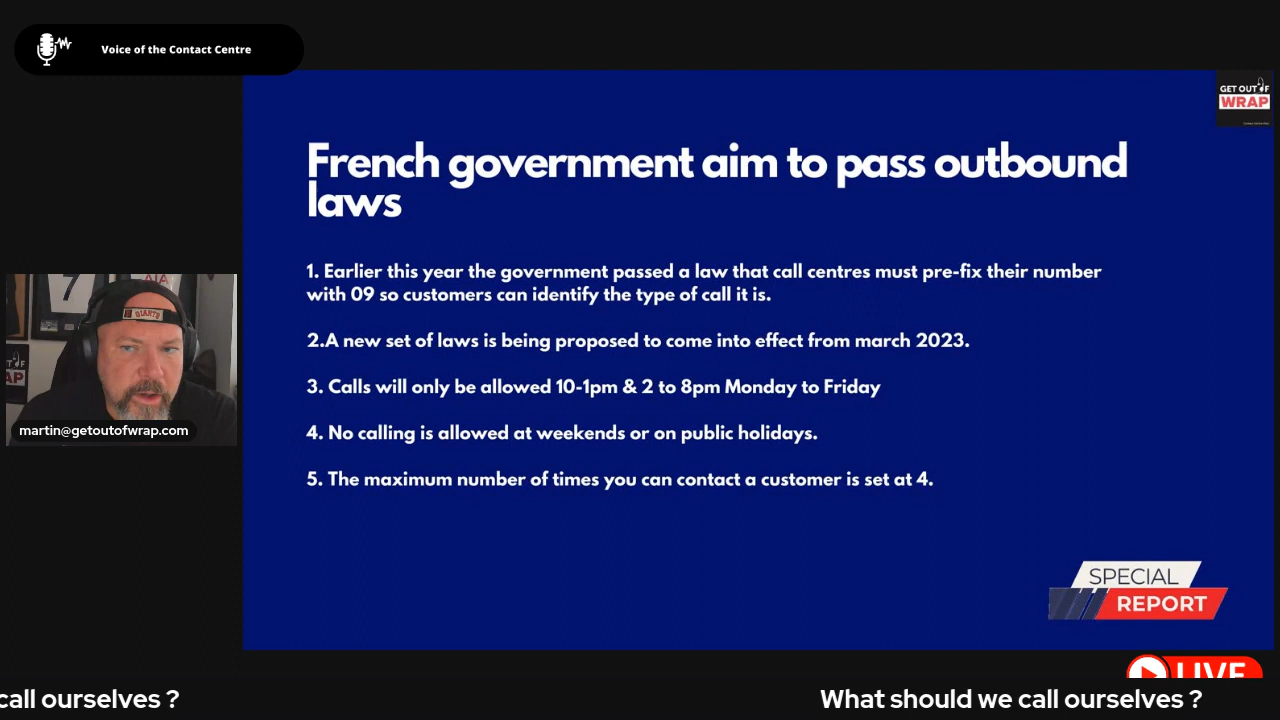 Voice of the Contact Centre
GET OUT OF
WRAP
French government aim to pass outbound
laws
1. Earlier this year the government passed a law that call centres must pre-fix their number
with 09 so customers can identify the type of call it is.
2.A new set of laws is being proposed to come into effect from march 2023.
3. Calls will only be allowed 10-1pm & 2 to 8pm Monday to Friday
4. No calling is allowed at weekends or on public holidays.
5. The maximum number of times you can contact a customer is set at 4.
7
GIANTS
martin@getoutofwrap.com
SPECIAL
REPORT
LIVE
call ourselves ?
What should we call ourselves ?